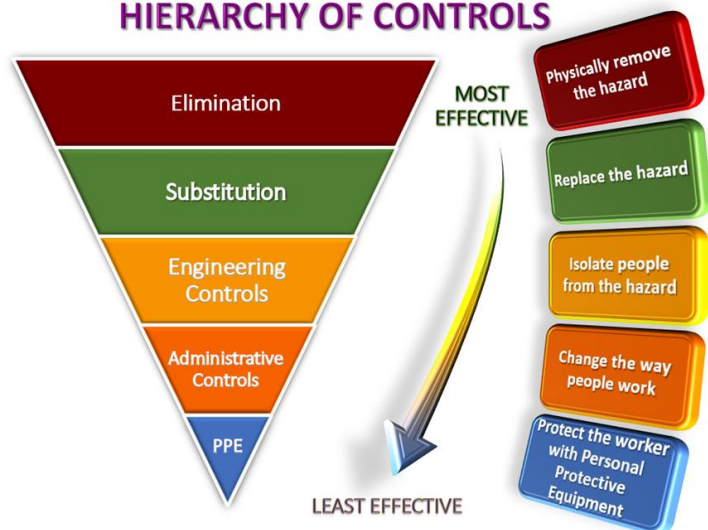 HIERARCHY OF CONTROLS
Elimination
Substitution
Engineering
Controls
Administrative
Controls
PPE
MOST
EFFECTIVE
LEAST EFFECTIVE
Physically remove
the hazard
Replace the hazard
Isolate people
from the hazard
Change the way
people work
Protect the worker
with Personal
Protective
Equipment